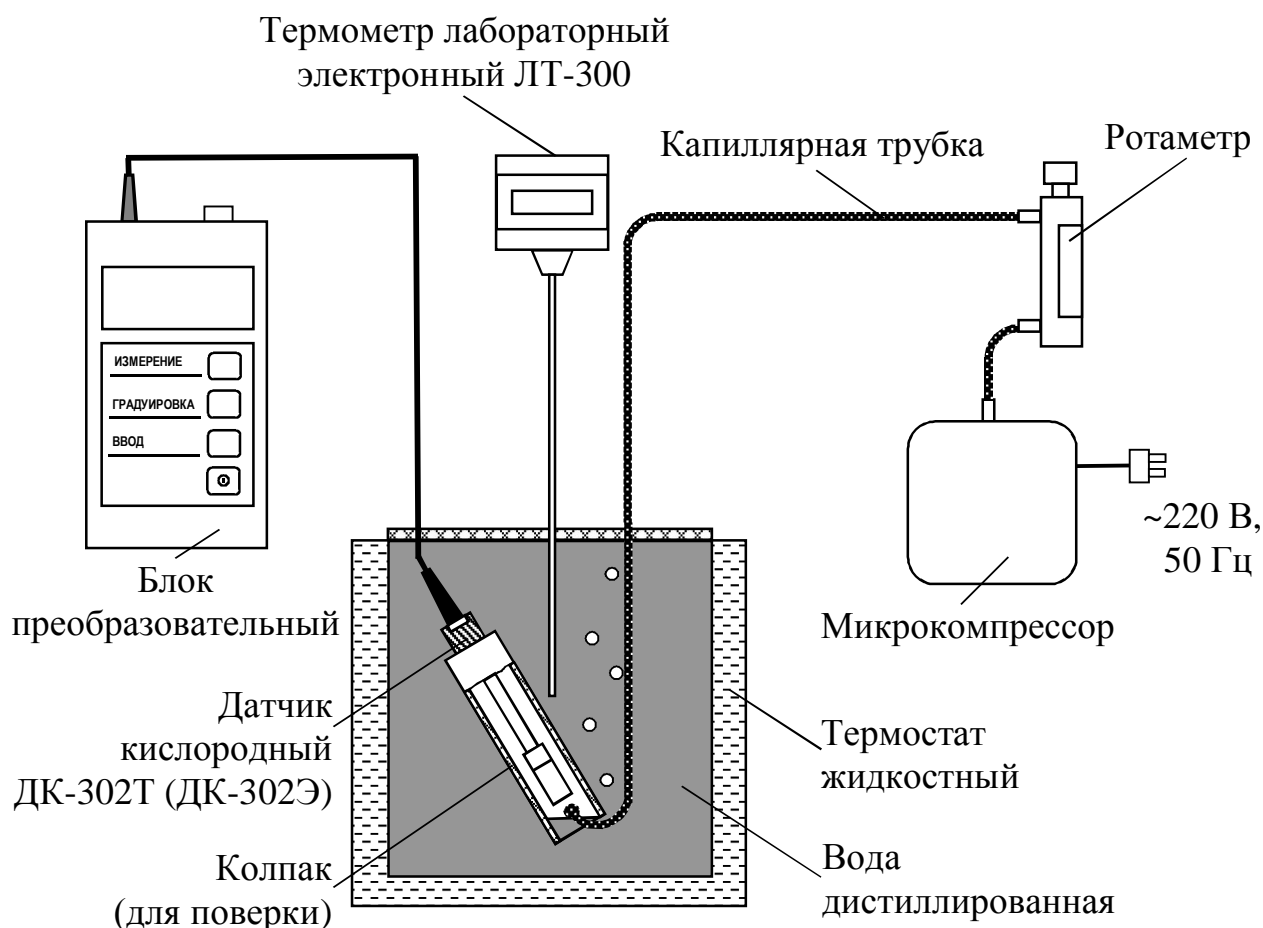 Термометр лабораторный
электронный ЛТ-300
Капиллярная трубка
Ротаметр
ИЗМЕРЕНИЕ
ГРАДУИРОВКА
ВВОД
~220 В,
50 Гц
Блок
преобразовательный
Микрокомпрессор
Датчик
кислородный
ДК-302Т (ДК-302Э)
Термостат
жидкостный
Колпак
(для поверки)
Вода
дистиллированная